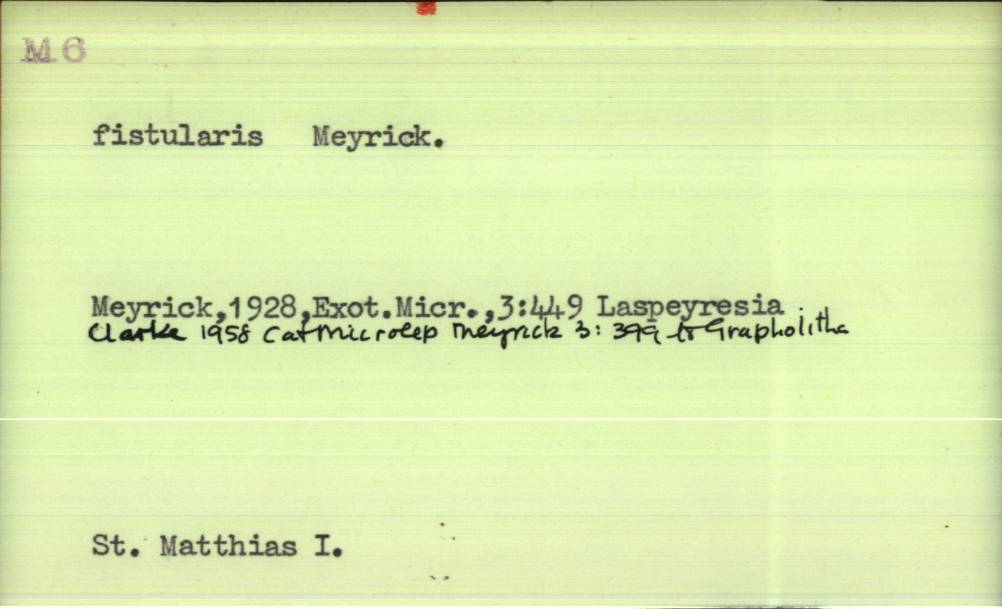 M6
fistularis Meyrick.
Meyrick,1928,Exot.Micr.,3:449 Laspeyresia
Clarke 1958 Cat Microlep Meyrick 3: 399 to Grapholitha
St. Matthias I.